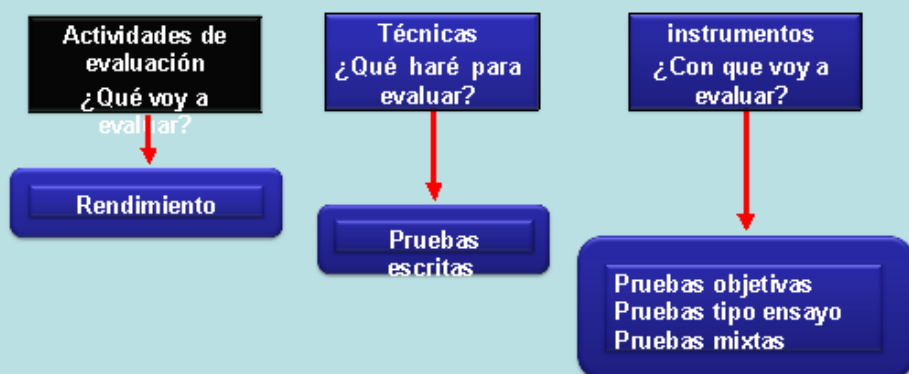 Actividades de
evaluación
¿Qué voy a
evaluar?
Técnicas
¿Qué haré para
evaluar?
instrumentos
¿Con que voy a
evaluar?
Rendimiento
Pruebas
escritas
Pruebas objetivas
Pruebas tipo ensayo
Pruebas mixtas